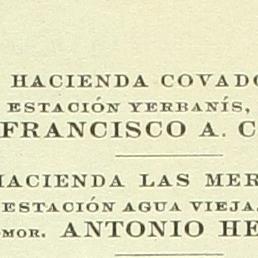 HACIENDA COVADO
ESTACIÓN YERBANÍS,
FRANCISCO A. C
HACIENDA LAS MER
ESTACIÓN AGUA VIEJA,
MOR. ANTONIO HE